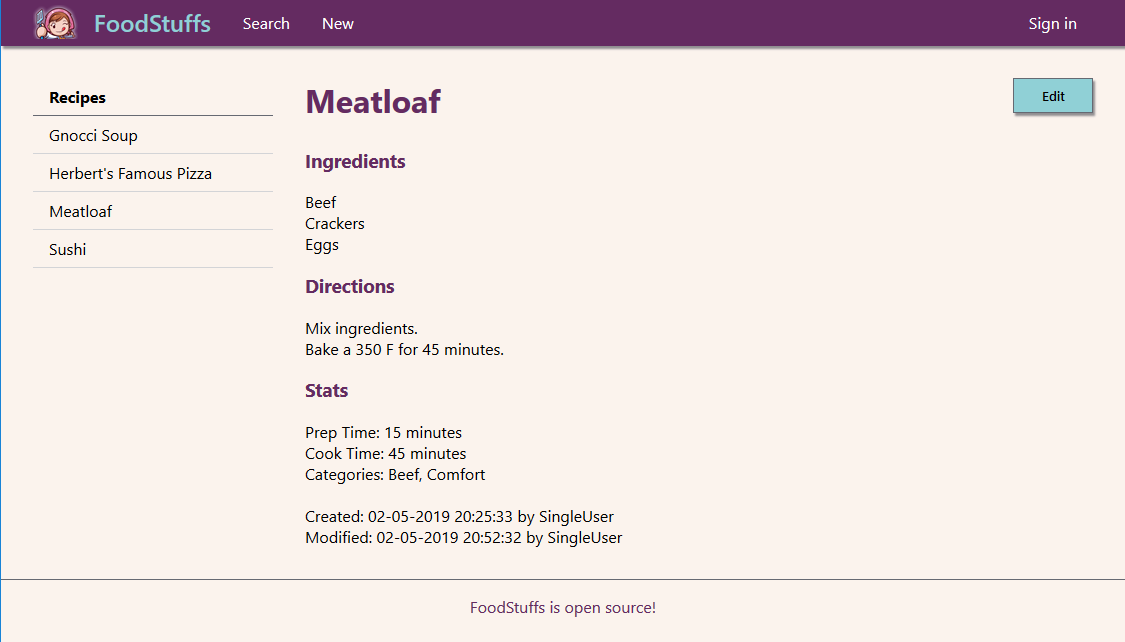 FoodStuffs Search New Sign in
Recipes
Gnocci Soup
Herbert's Famous Pizza
Meatloaf
Sushi
Meatloaf
Edit
Ingredients
Beef
Crackers
Eggs
Directions
Mix ingredients.
Bake a 350 F for 45 minutes.
Stats
Prep Time: 15 minutes
Cook Time: 45 minutes
Categories: Beef, Comfort
Created: 02-05-2019 20:25:33 by SingleUser
Modified: 02-05-2019 20:52:32 by SingleUser
FoodStuffs is open source!